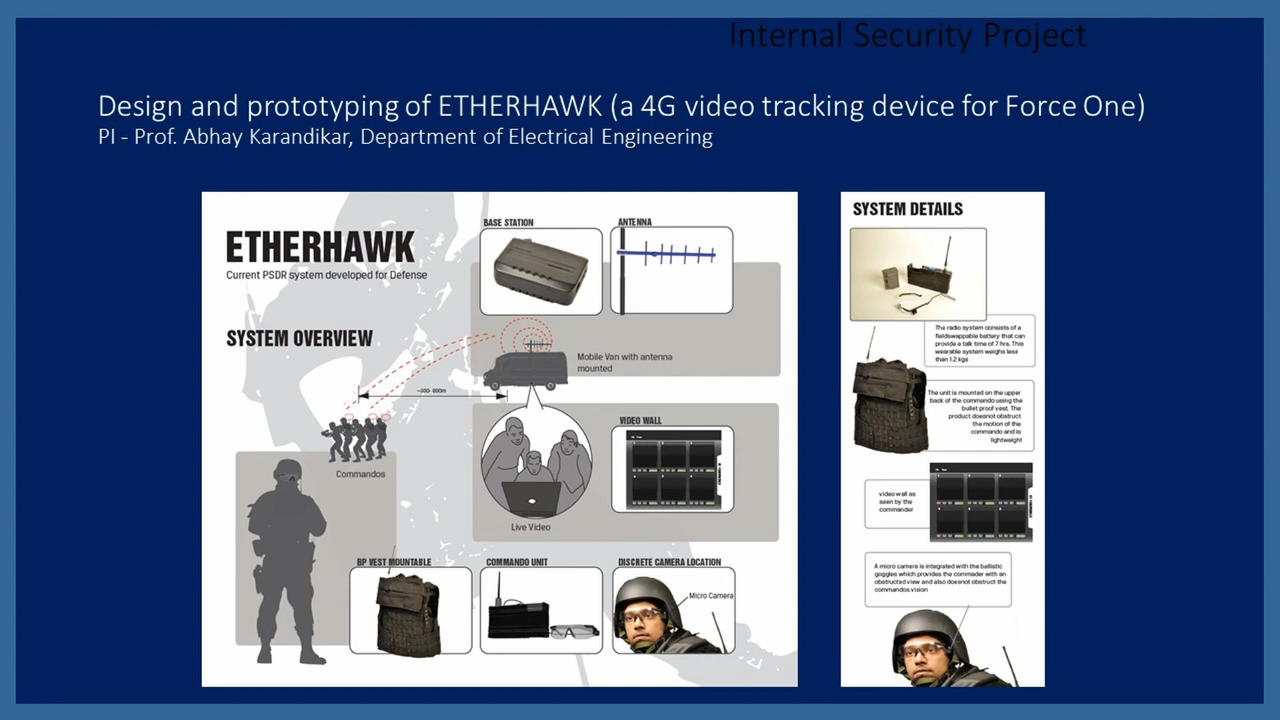 Internal Security Project
Design and prototyping of ETHERHAWK (a 4G video tracking device for Force One)
PI - Prof. Abhay Karandikar, Department of Electrical Engineering
ETHERHAWK
Current PSDR system developed for Defense
SYSTEM OVERVIEW
BASE STATION
ANTENNA
Mobile Van with antenna
mounted
Commandos
VIDEO WALL
Live Video
BP VEST MOUNTABLE
COMMANDO UNIT
DISCRETE CAMERA LOCATION
Micro Camera
SYSTEM DETAILS
The radio system consists of a
fieldswappable battery that can
provide a talk time of 7 hrs. This
wearable system weighs less
than 1.2 kgs
The unit is mounted on the upper
back of the commando using the
bullet proof vest. The
product doesnot obstruct
the motion of the
commando and is
lightweight
video wall as
seen by the
commander
A micro camera is integrated with the ballistic
goggles which provides the commader with an
obstructed view and also doesnot obstruct the
commandos vision